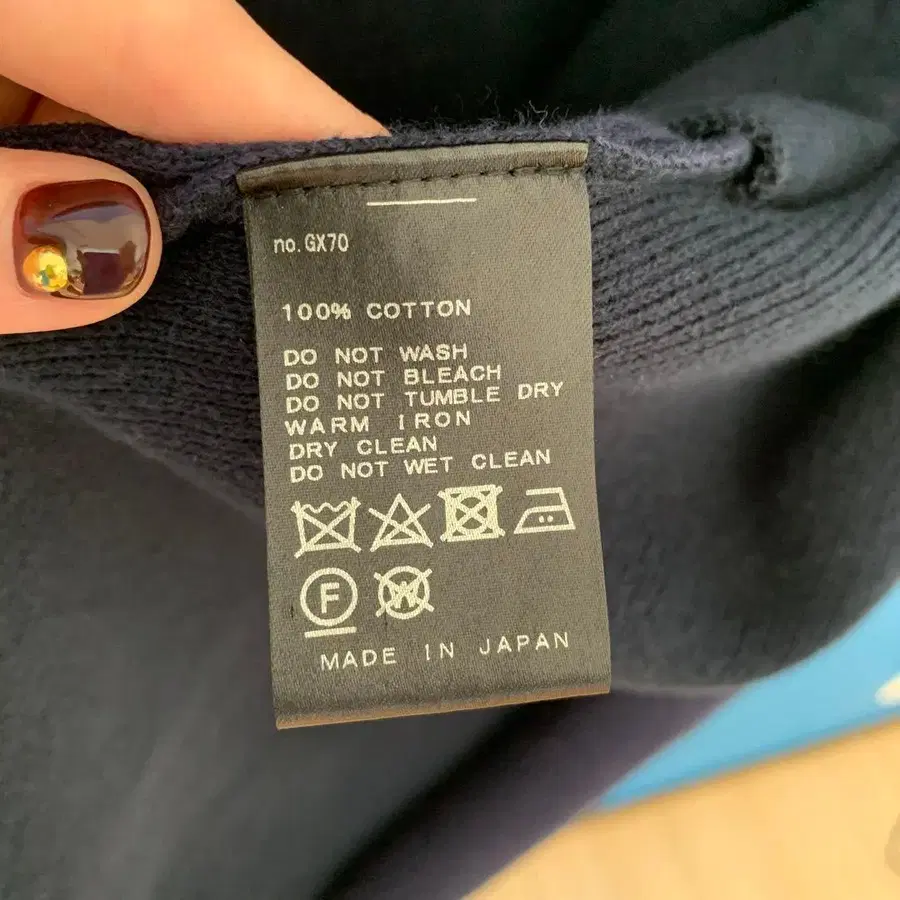 no. GX70
100% COTTON
DO NOT WASH
DO NOT BLEACH
DO NOT TUMBLE DRY
WARM IRON
DRY CLEAN
DO NOT WET CLEAN
F W
MADE IN JAPAN